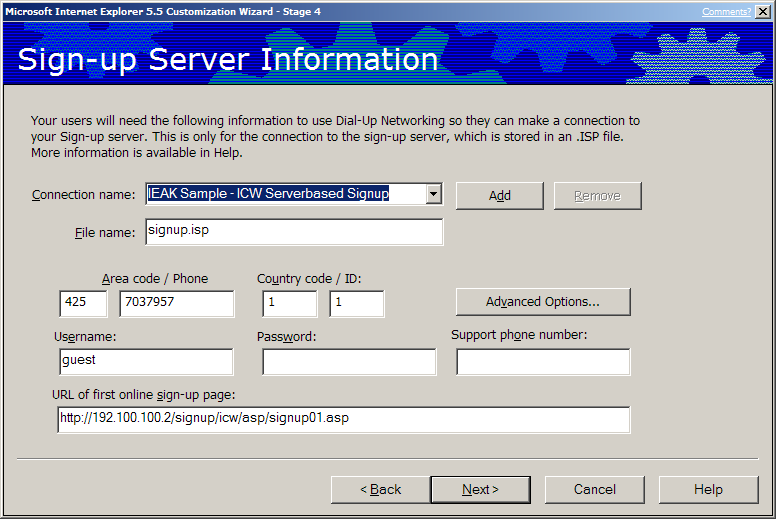 Microsoft Internet Explorer 5.5 Customization Wizard - Stage 4 Comments?
Sign-up Server Information
Your users will need the following information to use Dial-Up Networking so they can make a connection to
your Sign-up server. This is only for the connection to the sign-up server, which is stored in an .ISP file.
More information is available in Help.
Connection name: IEAK Sample - ICW Serverbased Signup Add Remove
File name: signup.isp
Area code / Phone Country code / ID:
425 7037957 1 1 Advanced Options...
Username: Password: Support phone number:
guest
URL of first online sign-up page:
http://192.100.100.2/signup/icw/asp/signup01.asp
< Back Next > Cancel Help